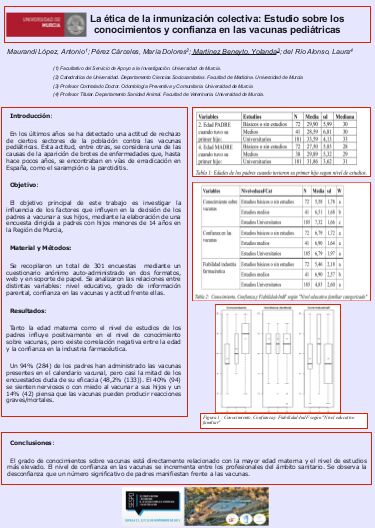 UNIVERSIDAD DE
MURCIA
La ética de la inmunización colectiva: Estudio sobre los
conocimientos y confianza en las vacunas pediátricas
Maurandi López, Antonio¹; Pérez Cárceles, María Dolores²; Martínez Beneyto, Yolanda³; del Río Alonso, Laura⁴
(1) Facultativo del Servicio de Apoyo a la Investigación. Universidad de Murcia.
(2) Catedrática de Universidad. Departamento Ciencias Sociosanitarias. Facultad de Medicina. Universidad de Murcia
(3) Profesor Contratado Doctor. Odontología Preventiva y Comunitaria. Universidad de Murcia
(4) Profesor Titular. Departamento Sanidad Animal. Facultad de Veterinaria. Universidad de Murcia.
Introducción:
En los últimos años se ha detectado una actitud de rechazo
de ciertos sectores de la población contra las vacunas
pediátricas. Esta actitud, entre otras, se considera una de las
causas de la aparición de brotes de enfermedades que, hasta
hace pocos años, se encontraban en vías de erradicación en
España, como el sarampión o la parotiditis.
Objetivo:
El objetivo principal de este trabajo es investigar la
influencia de los factores que influyen en la decisión de los
padres a vacunar a sus hijos, mediante la elaboración de una
encuesta dirigida a padres con hijos menores de 14 años en
la Región de Murcia,
Material y Métodos:
Se recopilaron un total de 301 encuestas mediante un
cuestionario anónimo auto-administrado en dos formatos,
web y en soporte de papel. Se analizaron las relaciones entre
distintas variables: nivel educativo, grado de información
parental, confianza en las vacunas y actitud frente ellas.
Resultados:
Tanto la edad materna como el nivel de estudios de los
padres influye positivamente en el nivel de conocimiento
sobre vacunas, pero existe correlación negativa entre la edad
y la confianza en la industria farmacéutica.
Un 94% (284) de los padres han administrado las vacunas
presentes en el calendario vacunal, pero casi la mitad de los
encuestados duda de su eficacia (48,2% (133)). El 40% (94)
se sienten nerviosos o con miedo al vacunar a sus hijos y un
14% (42) piensa que las vacunas pueden producir reacciones
graves/mortales.
Variables Estudios N Media sd Mediana
2. Edad PADRE Básicos o sin estudios 72 29,90 5,99 30
cuando tuvo su Medios 41 28,59 6,01 30
primer hijo: Universitarios 181 33,39 4,13 33
4. Edad MADRE Básicos o sin estudios 72 27,50 5,03 28
cuando tuvo su Medios 38 29,89 3,32 29
primer hijo: Universitarios 181 31,86 3,62 31
Tabla 1: Edades de los padres cuando tuvieron su primer hijo según nivel de estudios.
Variables NiveleduafCat N Media sd W
Conocimiento sobre Estudios básicos o sin estudios 72 5,58 1,78 a
vacunas
Estudios medios 41 6,31 1,68 b
Estudios Universitarios 185 6,72 1,72 c
Confianza en las Estudios básicos o sin estudios 72 7,12 1,72 a
vacunas
Estudios medios 41 6,90 1,64 a
Estudios Universitarios 185 6,79 1,97 a
Fiabilidad industria Estudios básicos o sin estudios 72 5,46 2,18 a
farmacéutica
Estudios medios 41 6,90 2,57 b
Estudios Universitarios 185 4,83 2,60 a
Tabla 2: Conocimiento, Confianza y Fiabilidad-IndF según "Nivel educativo familiar categorizado"
Figura 1. Conocimiento, Confianza y Fiabilidad-IndF según "Nivel educativo
familiar"
Conclusiones:
El grado de conocimientos sobre vacunas está directamente relacionado con la mayor edad materna y el nivel de estudios
más elevado. El nivel de confianza en las vacunas se incrementa entre los profesionales del ámbito sanitario. Se observa la
desconfianza que un número significativo de padres manifiestan frente a las vacunas.